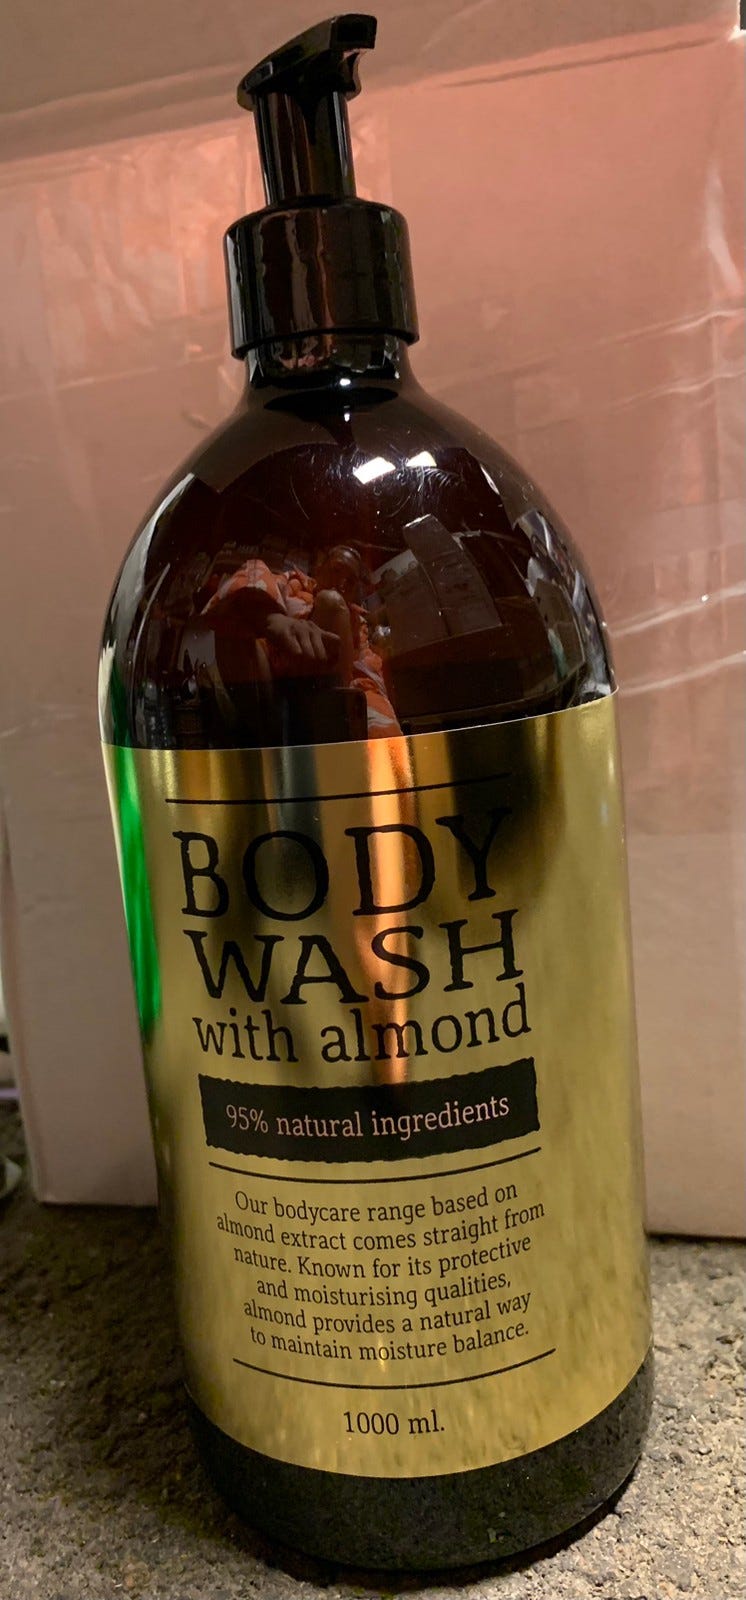 BODY
WASH
with almond
95% natural ingredients
Our bodycare range based on
almond extract comes straight from
nature. Known for its protective
and moisturising qualities,
almond provides a natural way
to maintain moisture balance.
1000 ml.